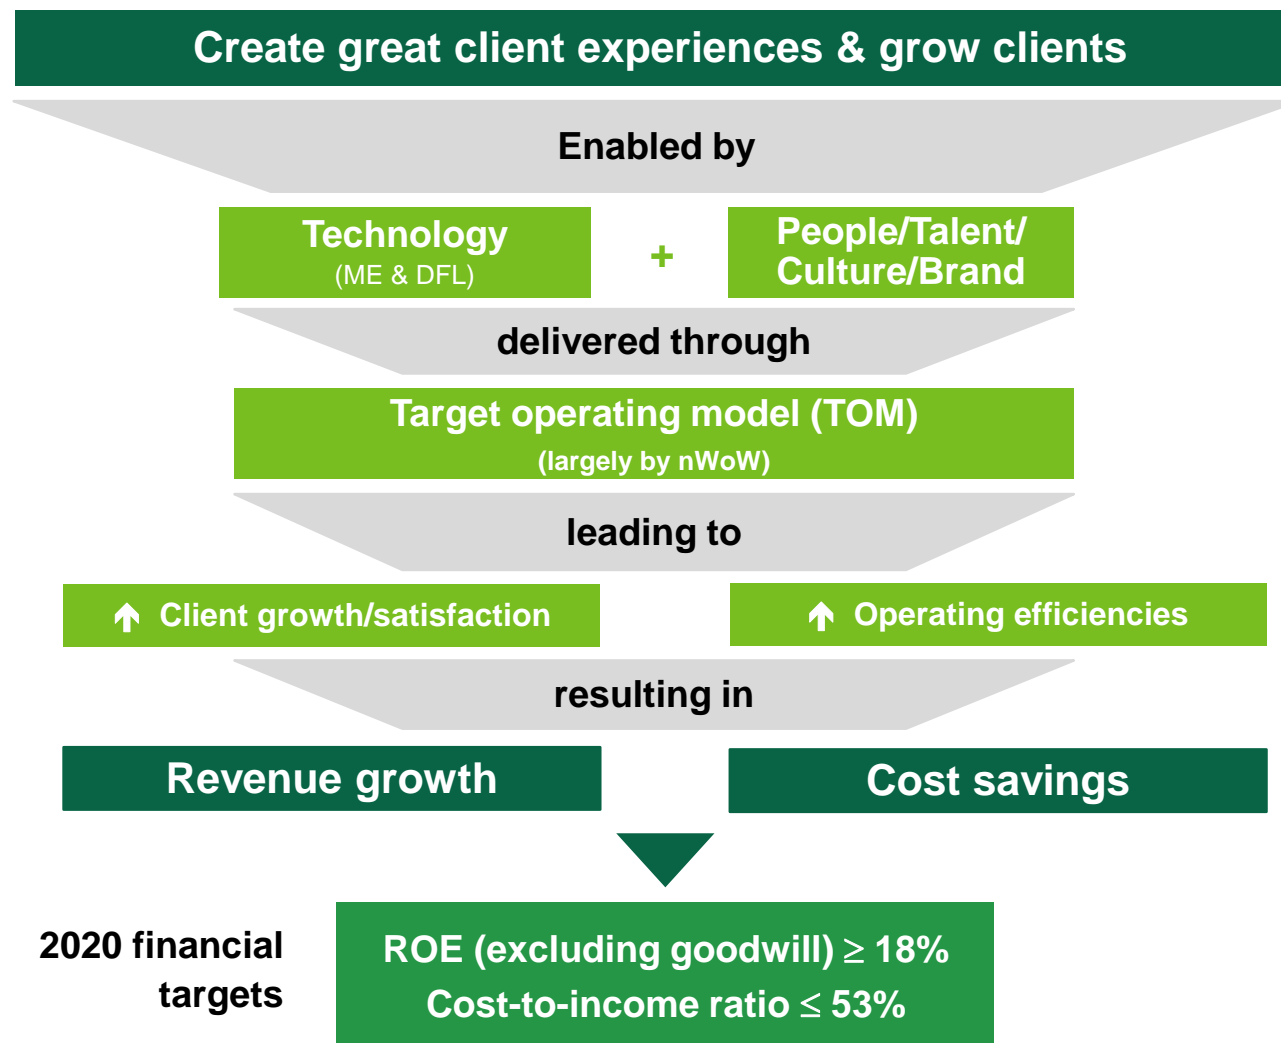 Create great client experiences & grow clients
Enabled by
Technology
(ME & DFL)
+
People/Talent/
Culture/Brand
delivered through
Target operating model (TOM)
(largely by nWoW)
leading to
Client growth/satisfaction
Operating efficiencies
resulting in
Revenue growth
Cost savings
2020 financial
targets
ROE (excluding goodwill) ≥ 18%
Cost-to-income ratio ≤ 53%